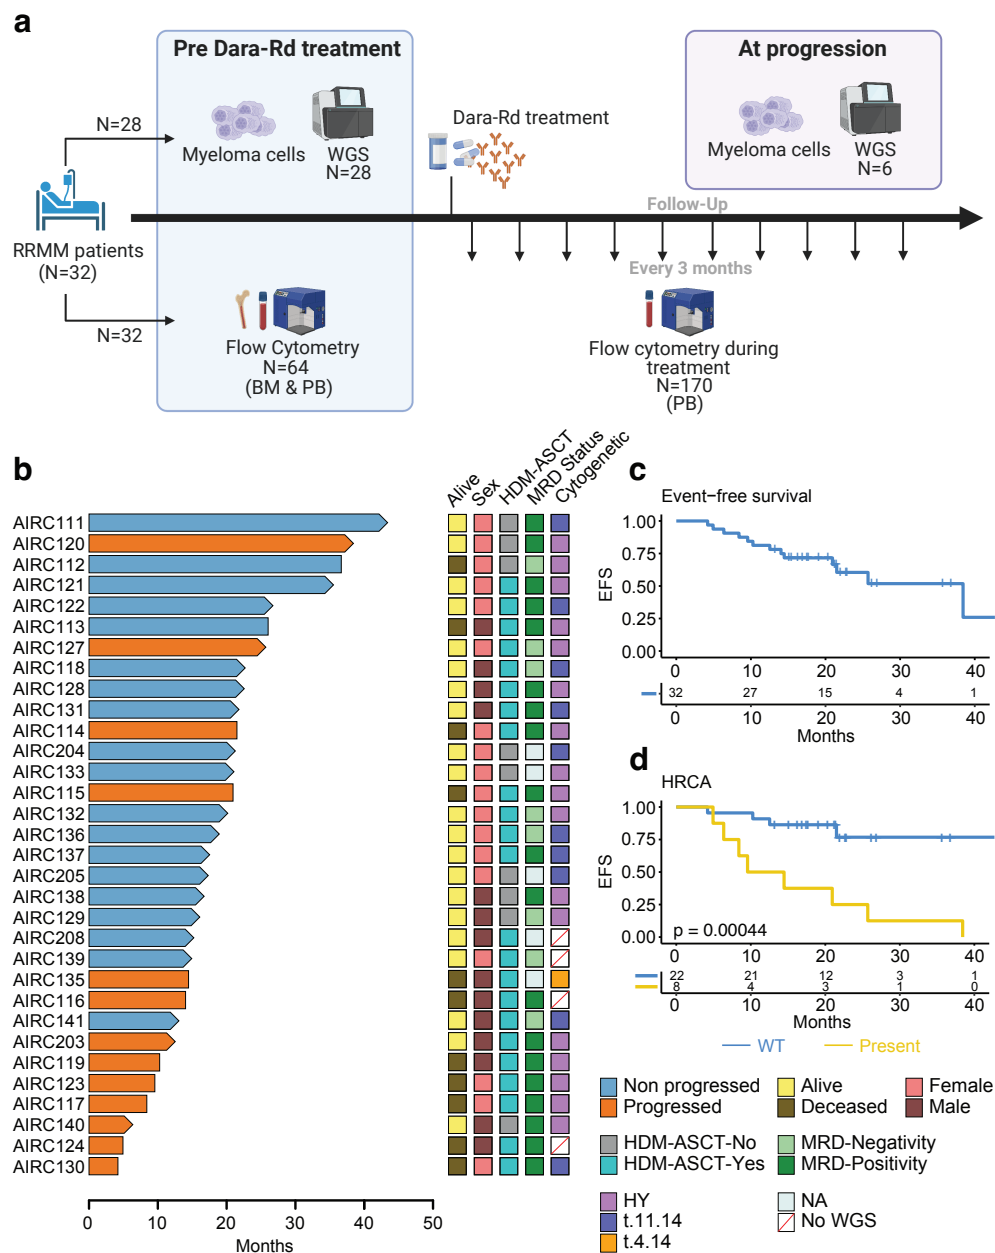 a
Pre Dara-Rd treatment
At progression
N=28
Myeloma cells
WGS
N=28
Dara-Rd treatment
Myeloma cells
WGS
N=6
Follow-Up
RRMM patients
(N=32)
Every 3 months
N=32
Flow Cytometry
N=64
(BM & PB)
Flow cytometry during
treatment
N=170
(PB)
b
Alive
Sex
HDM-ASCT
MRD Status
Cytogenetic
AIRC111
AIRC120
AIRC112
AIRC121
AIRC122
AIRC113
AIRC127
AIRC118
AIRC128
AIRC131
AIRC114
AIRC204
AIRC133
AIRC115
AIRC132
AIRC136
AIRC137
AIRC205
AIRC138
AIRC129
AIRC208
AIRC139
AIRC135
AIRC116
AIRC141
AIRC203
AIRC119
AIRC123
AIRC117
AIRC140
AIRC124
AIRC130
0 10 20 30 40 50
Months
c
Event−free survival
1.00
0.75
0.50
0.25
0.00
EFS
0 10 20 30 40
32 27 15 4 1
0 10 20 30 40
Months
d
HRCA
1.00
0.75
0.50
0.25
0.00
EFS
p = 0.00044
0 10 20 30 40
22 21 12 3 1
8 4 3 1 0
0 10 20 30 40
Months
WT Present
Non progressed
Progressed
Alive
Deceased
Female
Male
HDM-ASCT-No
HDM-ASCT-Yes
MRD-Negativity
MRD-Positivity
HY
t.11.14
t.4.14
NA
No WGS